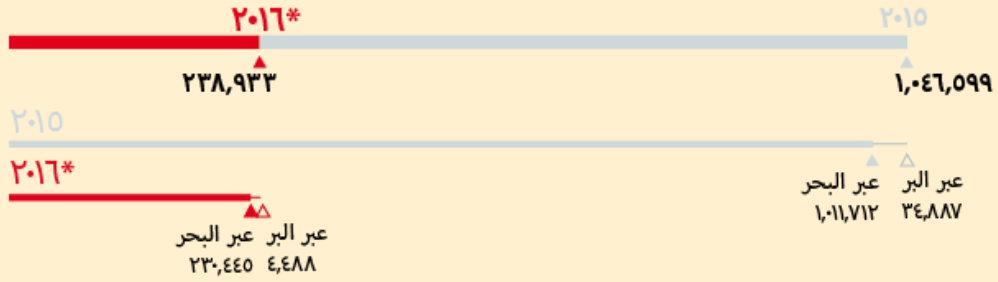 ٢٠١٦*
٢٠١٥
٢٣٨,٩٣٣
١,٠٤٦,٥٩٩
٢٠١٥
٢٠١٦*
عبر البر
عبر البحر
٣٤,٨٨٧
١,٠١١,٧١٢
عبر البر
عبر البحر
٤,٤٨٨
٢٣٠,٤٤٥